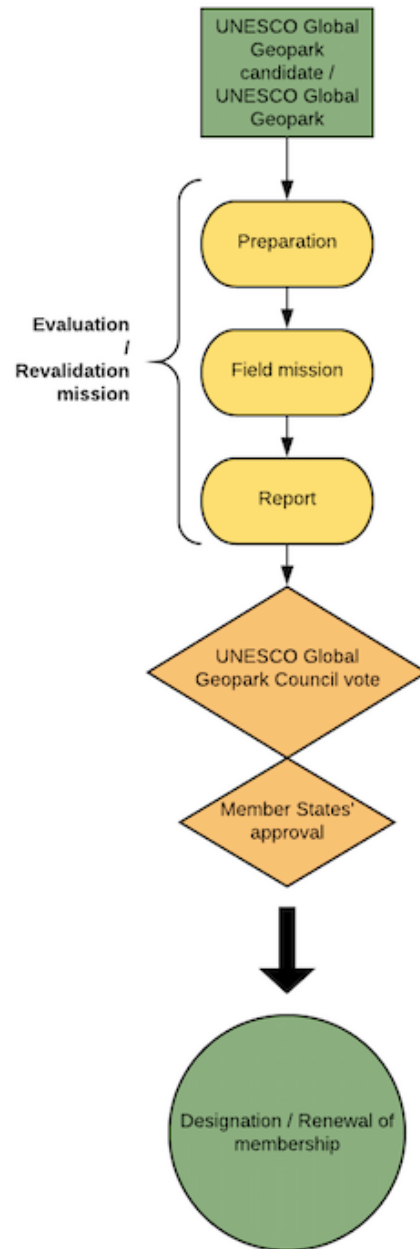 UNESCO Global
Geopark
candidate /
UNESCO Global
Geopark
Preparation
Evaluation
/
Revalidation
mission
Field mission
Report
UNESCO Global
Geopark Council vote
Member States'
approval
Designation / Renewal of
membership